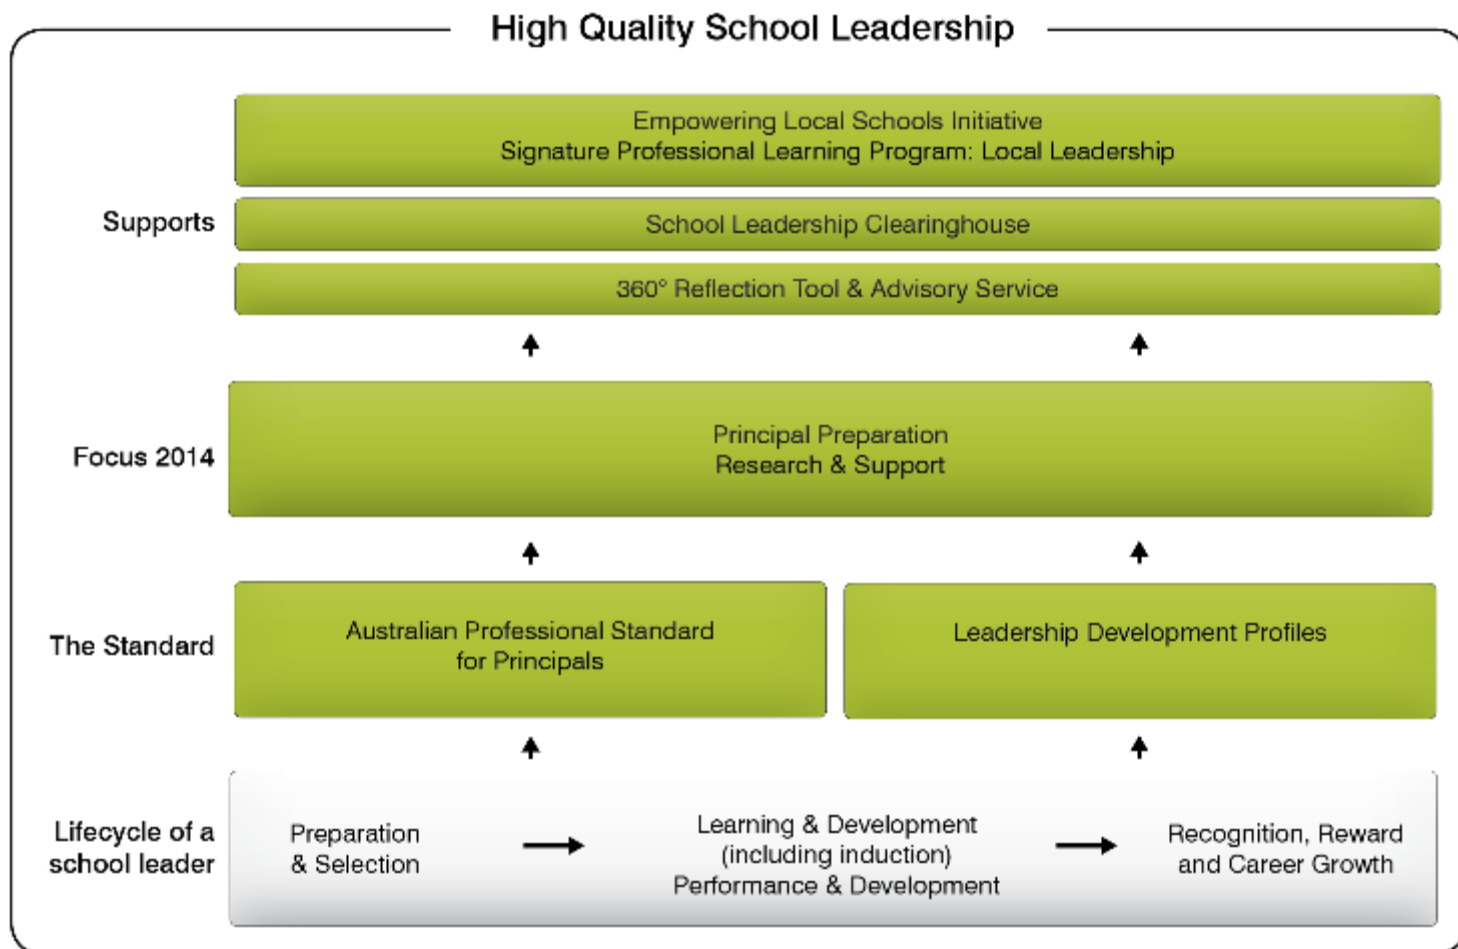 High Quality School Leadership
Supports
Empowering Local Schools Initiative
Signature Professional Learning Program: Local Leadership
School Leadership Clearinghouse
360° Reflection Tool & Advisory Service
Focus 2014
Principal Preparation
Research & Support
The Standard
Australian Professional Standard
for Principals
Leadership Development Profiles
Lifecycle of a
school leader
Preparation
& Selection
Learning & Development
(including induction)
Performance & Development
Recognition, Reward
and Career Growth